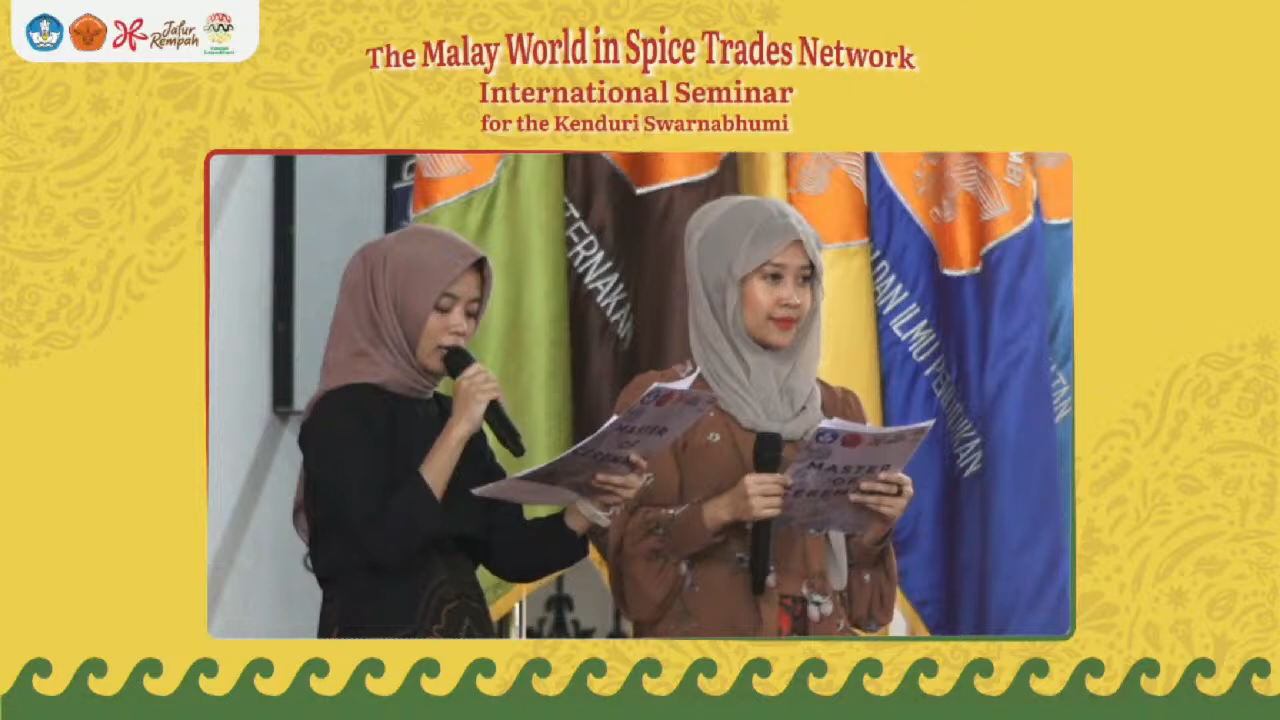 Jalur
Rempah
The Malay World in Spice Trades Network
International Seminar
for the Kenduri Swarnabhumi
TERNAKAN
DAN ILMU PENDIDIKAN
MASTER
OF
MASTER
OF